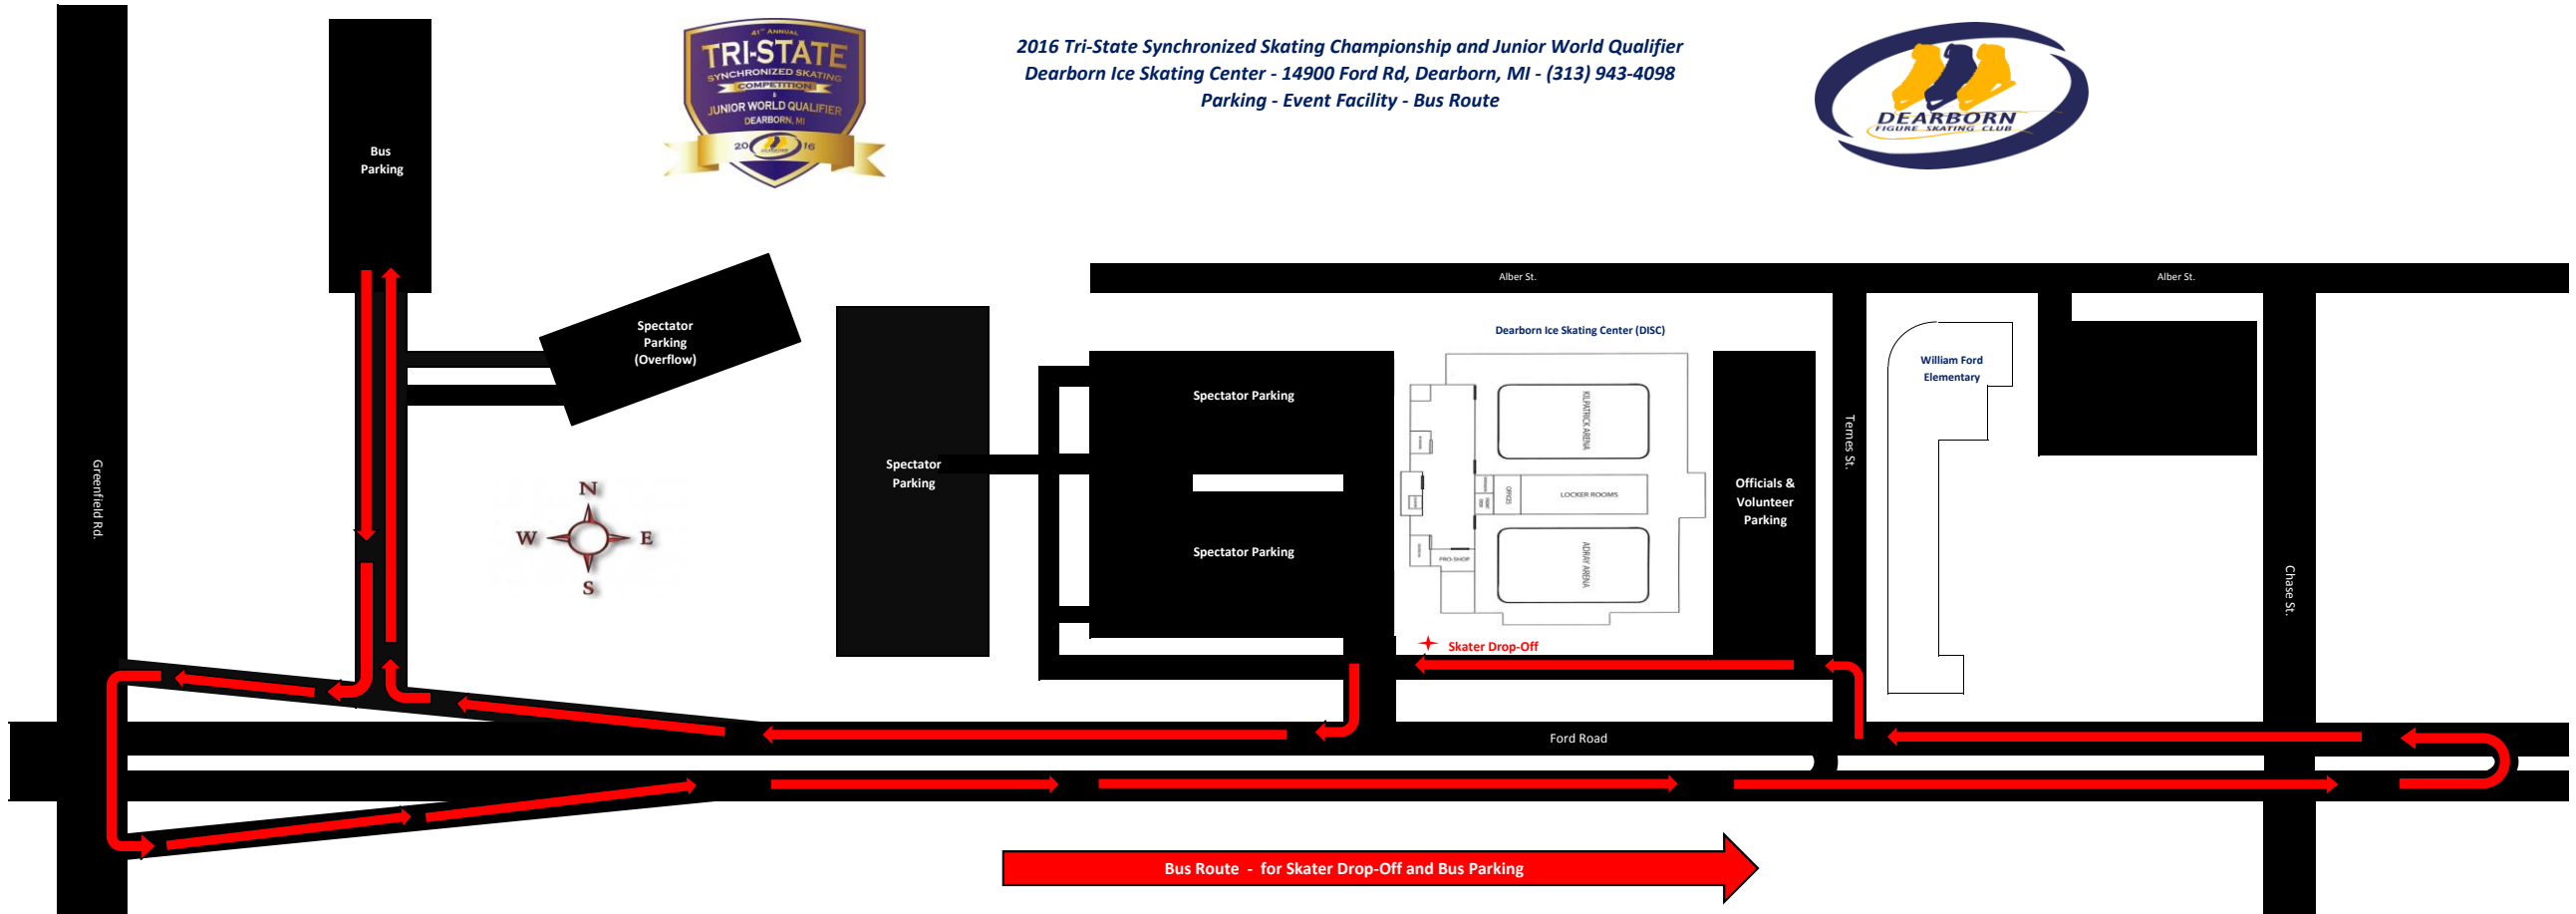 41ST ANNUAL
TRI-STATE
SYNCHRONIZED SKATING
COMPETITION
&
JUNIOR WORLD QUALIFIER
DEARBORN, MI
20 16
2016 Tri-State Synchronized Skating Championship and Junior World Qualifier
Dearborn Ice Skating Center - 14900 Ford Rd, Dearborn, MI - (313) 943-4098
Parking - Event Facility - Bus Route
DEARBORN
FIGURE SKATING CLUB
Bus
Parking
Alber St.
Alber St.
Spectator
Parking
(Overflow)
Dearborn Ice Skating Center (DISC)
William Ford
Elementary
Spectator Parking
KILPATRICK ARENA
Ternes St.
Greenfield Rd.
Spectator
Parking
OFFICES
LOCKER ROOMS
Officials &
Volunteer
Parking
N
W E
S
Spectator Parking
PRO-SHOP
ADRAY ARENA
Chase St.
Skater Drop-Off
Ford Road
Bus Route - for Skater Drop-Off and Bus Parking